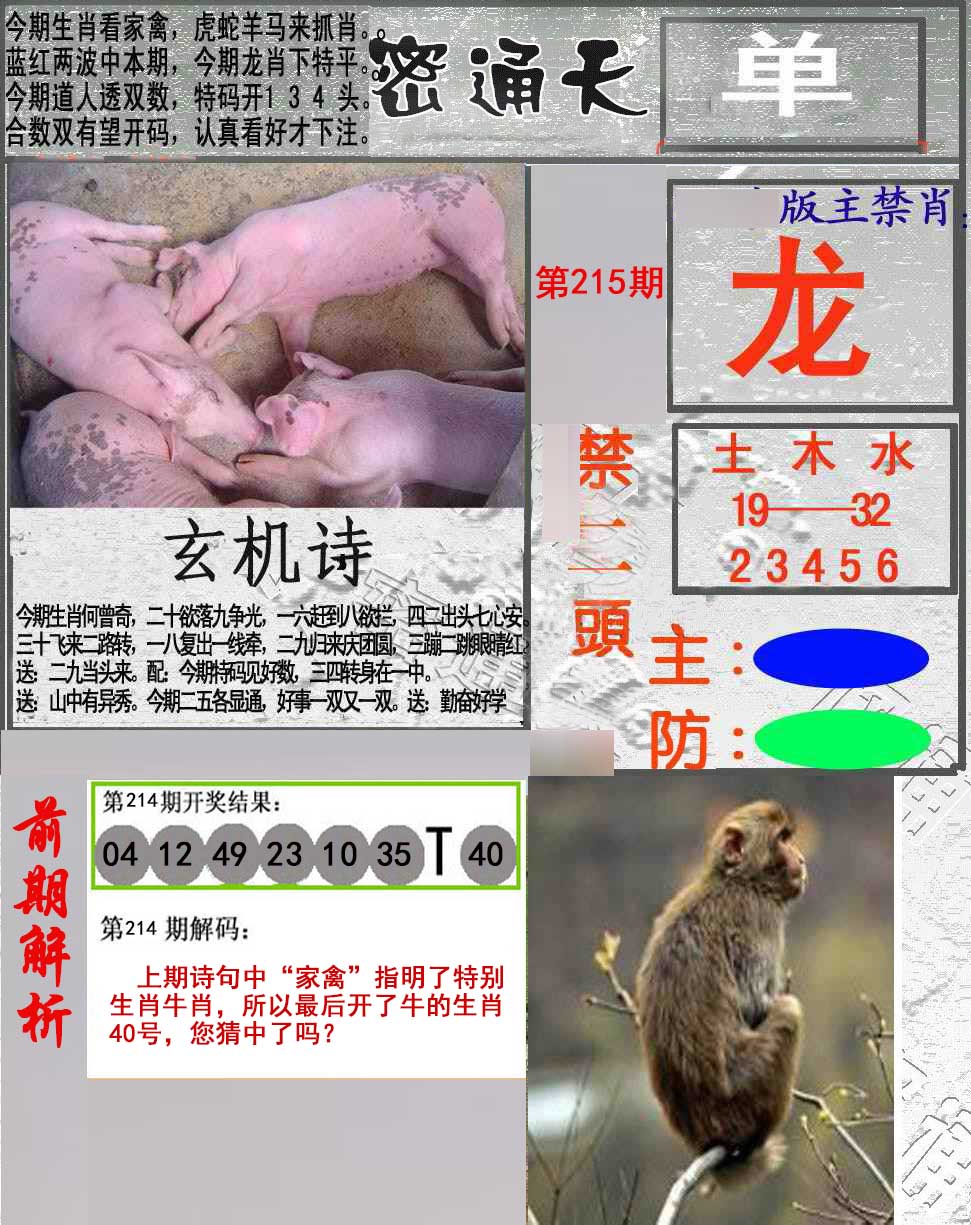 今期生肖看家禽，虎蛇羊马来抓肖。
蓝红两波中本期，今期龙肖下特平。
今期道人透双数，特码开1 3 4 头。
合数双有望开码，认真看好才下注。
密通天
单
版主禁肖：
龙
第215期
禁二一頭
土 木 水
19——32
2 3 4 5 6
主：
防：
玄机诗
今期生肖何曾奇，二十欲落九争光，一六赶到八欲拦，四二出头七心安。
三十飞来二路转，一八复出一线牵，二九归来庆团圆，三蹦二跳眼晴红。
送：二九当头来。配：今期特码见好数，三四转身在一中。
送：山中有异秀。今期二五各显通，好事一双又一双。送：勤奋好学
前期解析
第214期开奖结果：
04 12 49 23 10 35 T 40
第214 期解码：
上期诗句中“家禽”指明了特别
生肖牛肖，所以最后开了牛的生肖
40号，您猜中了吗？